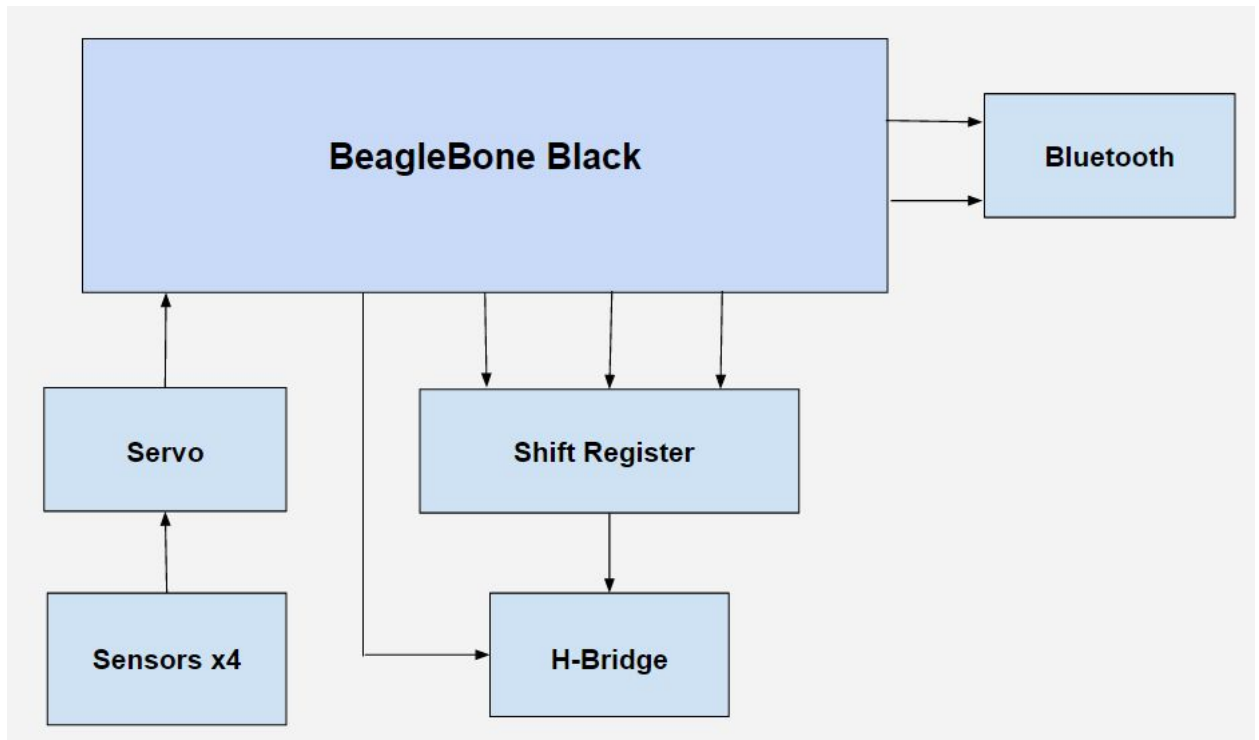 BeagleBone Black
Bluetooth
Servo
Shift Register
Sensors x4
H-Bridge